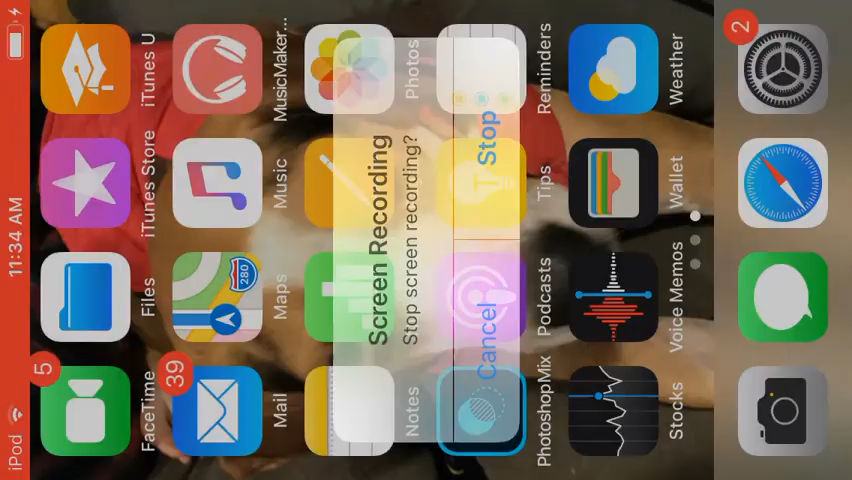 iPod
11:34 AM
FaceTime
Files
iTunes Store
iTunes U
5
Mail
Maps
Music
MusicMaker...
39
280
Notes
Photos
Screen Recording
Stop screen recording?
Cancel
Stop
PhotoshopMix
Podcasts
Tips
Reminders
Stocks
Voice Memos
Wallet
Weather
2